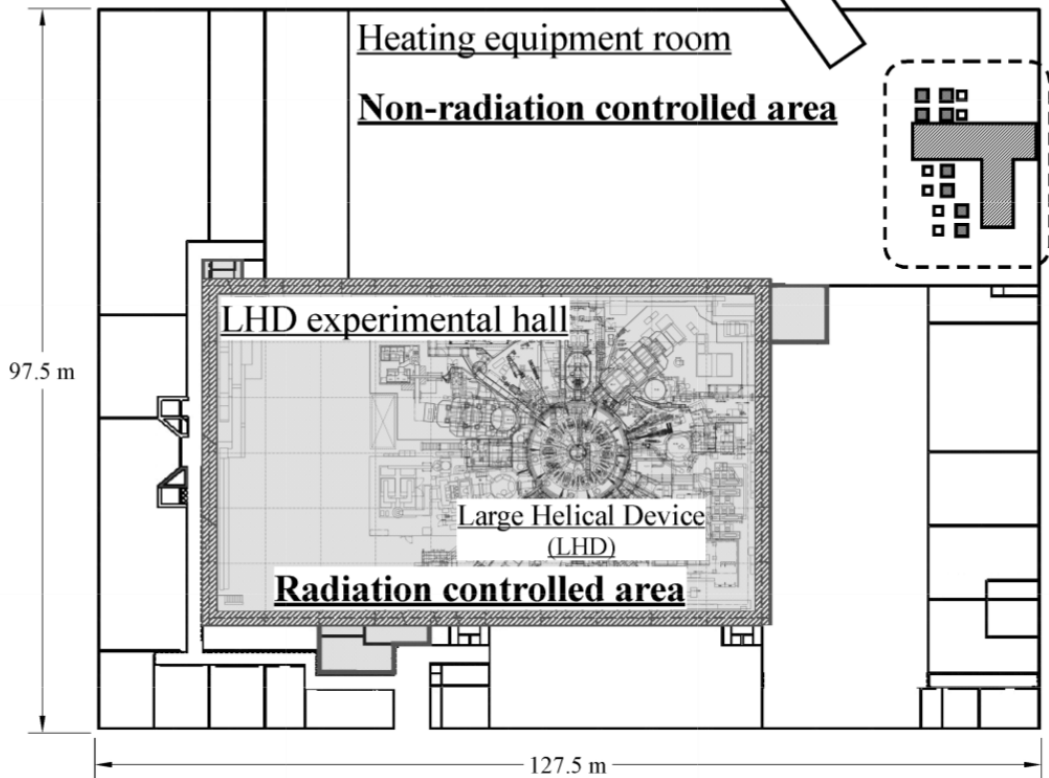 Heating equipment room
Non-radiation controlled area
LHD experimental hall
97.5 m
Large Helical Device
(LHD)
Radiation controlled area
127.5 m